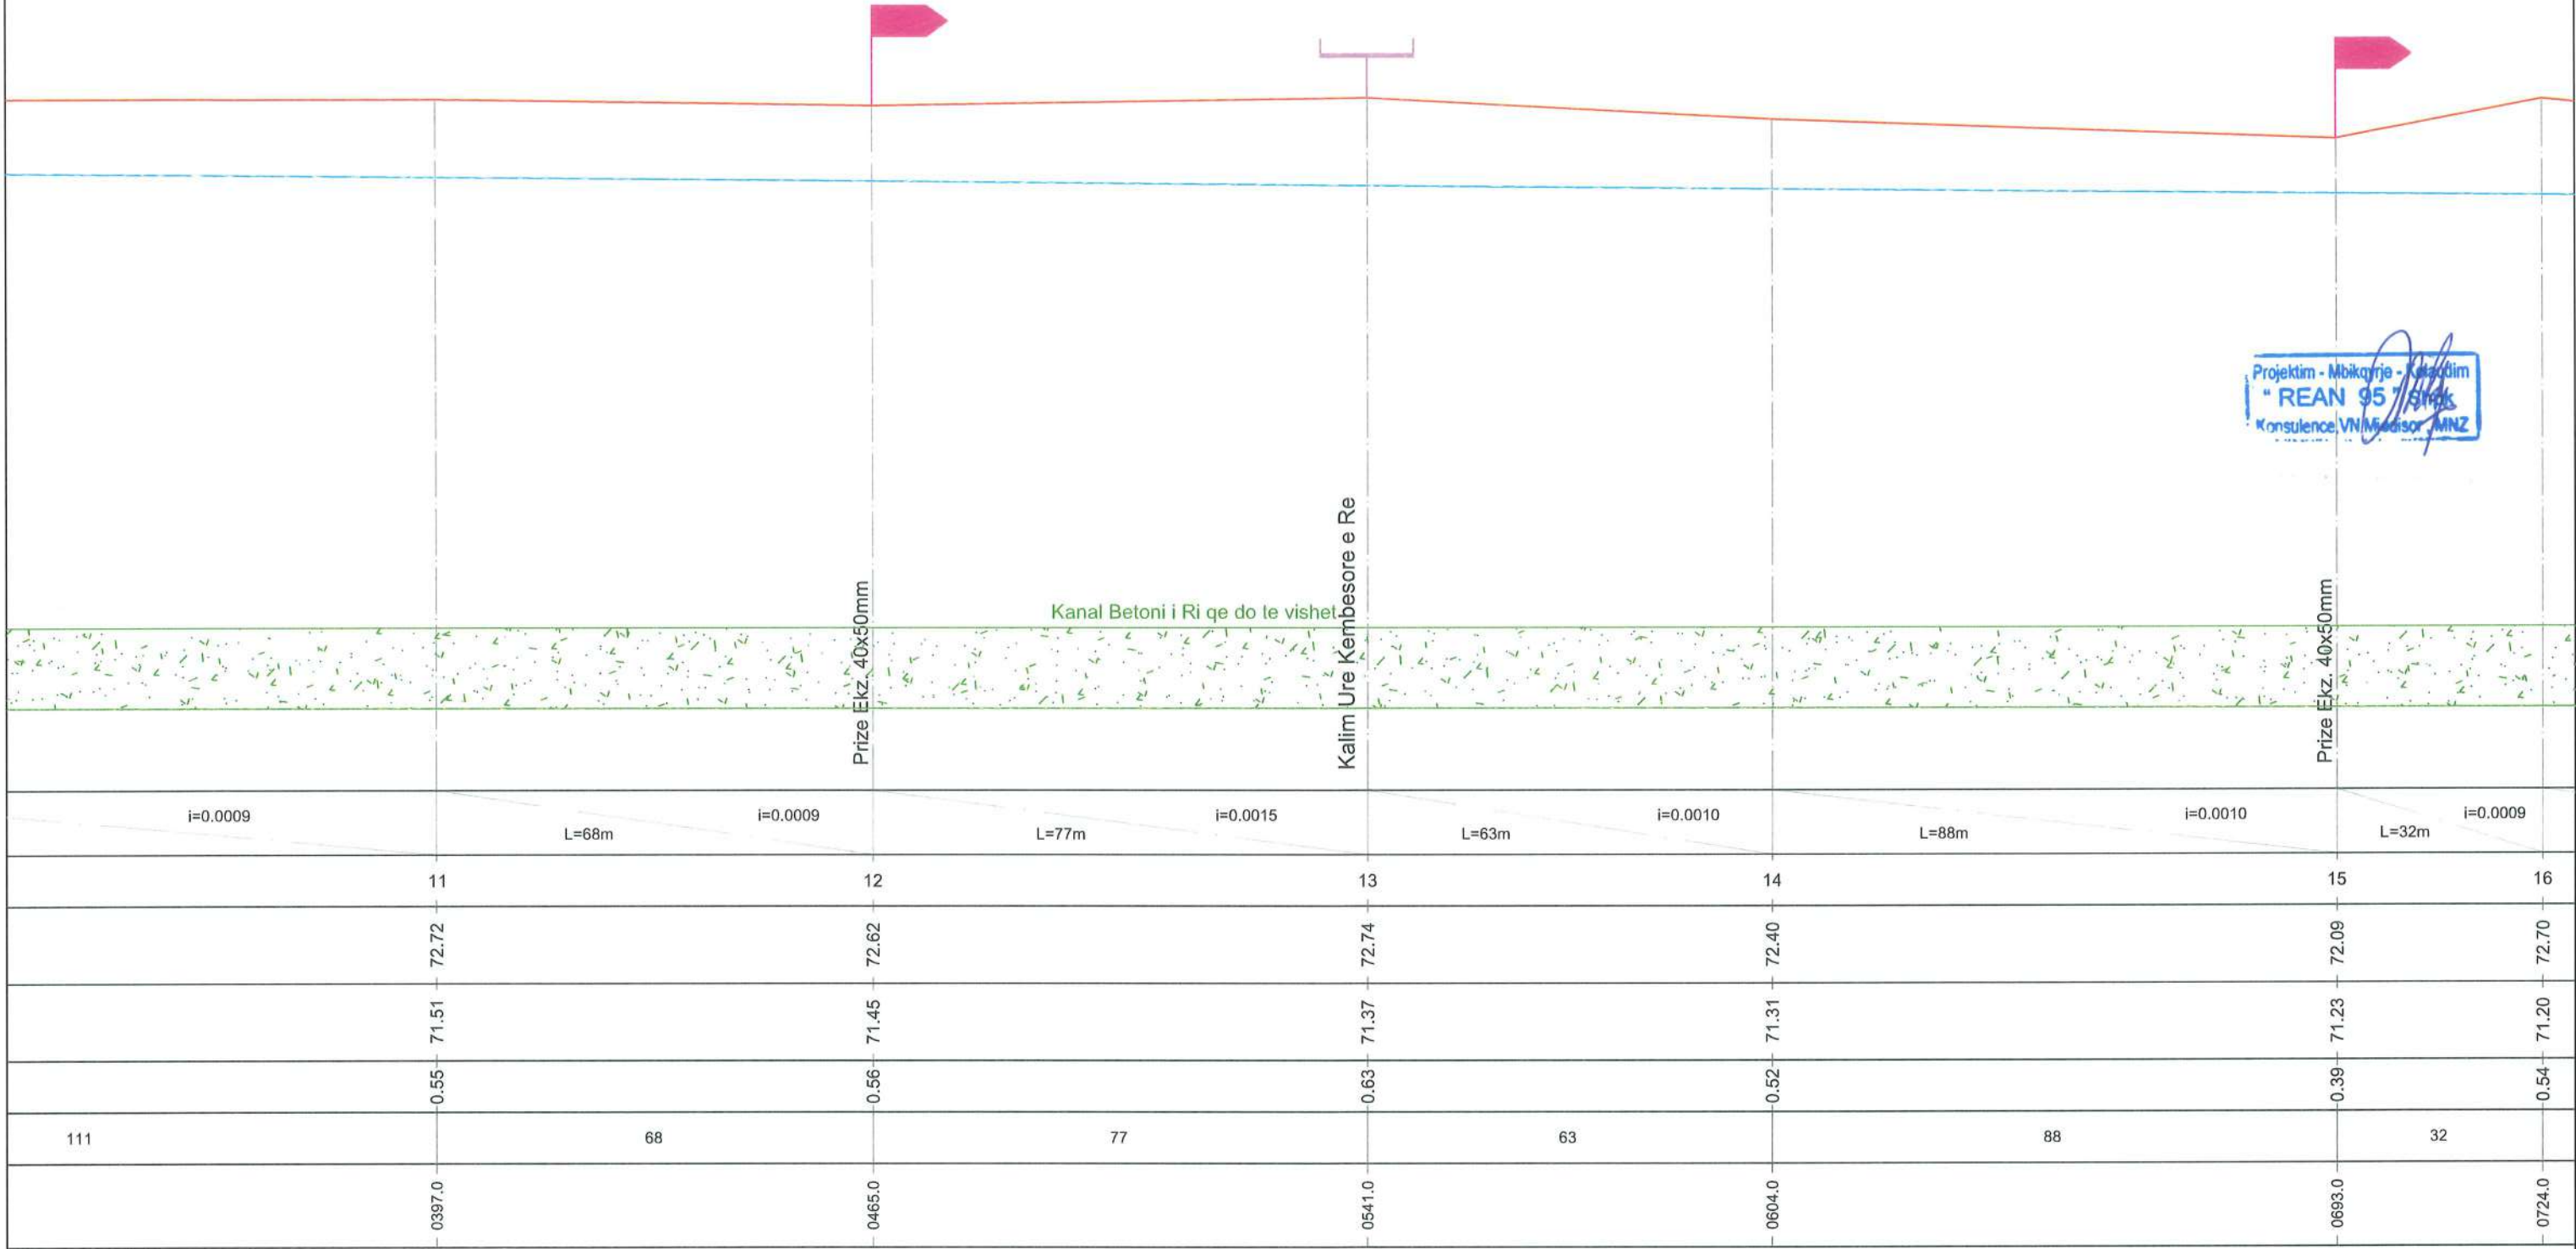 Projektim - Mbikqyrje -
" REAN 95 "
Konsulence, VN
Prize Ekz. 40x50mm
Kalim Ure Kembesore e Re
Prize Ekz. 40x50mm
Kanal Betoni i Ri qe do te vishet
i=0.0009 i=0.0009 i=0.0015 i=0.0010 i=0.0010 i=0.0009
L=68m L=77m L=63m L=88m L=32m
11 12 13 14 15 16
72.72 72.62 72.74 72.40 72.09 72.70
71.51 71.45 71.37 71.31 71.23 71.20
0.55 0.56 0.63 0.52 0.39 0.54
111 68 77 63 88 32
0397.0 0465.0 0541.0 0604.0 0693.0 0724.0